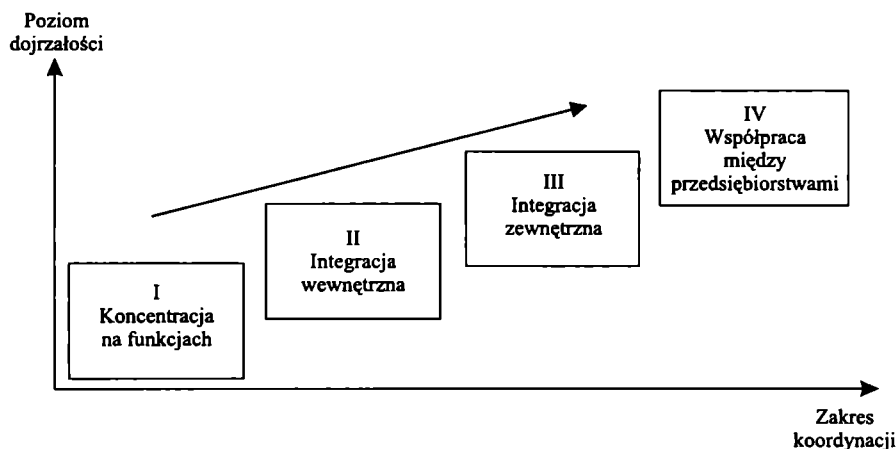 Poziom
dojrzałości
IV
Współpraca
między
przedsiębiorstwami
III
Integracja
zewnętrzna
II
Integracja
wewnętrzna
I
Koncentracja
na funkcjach
Zakres
koordynacji